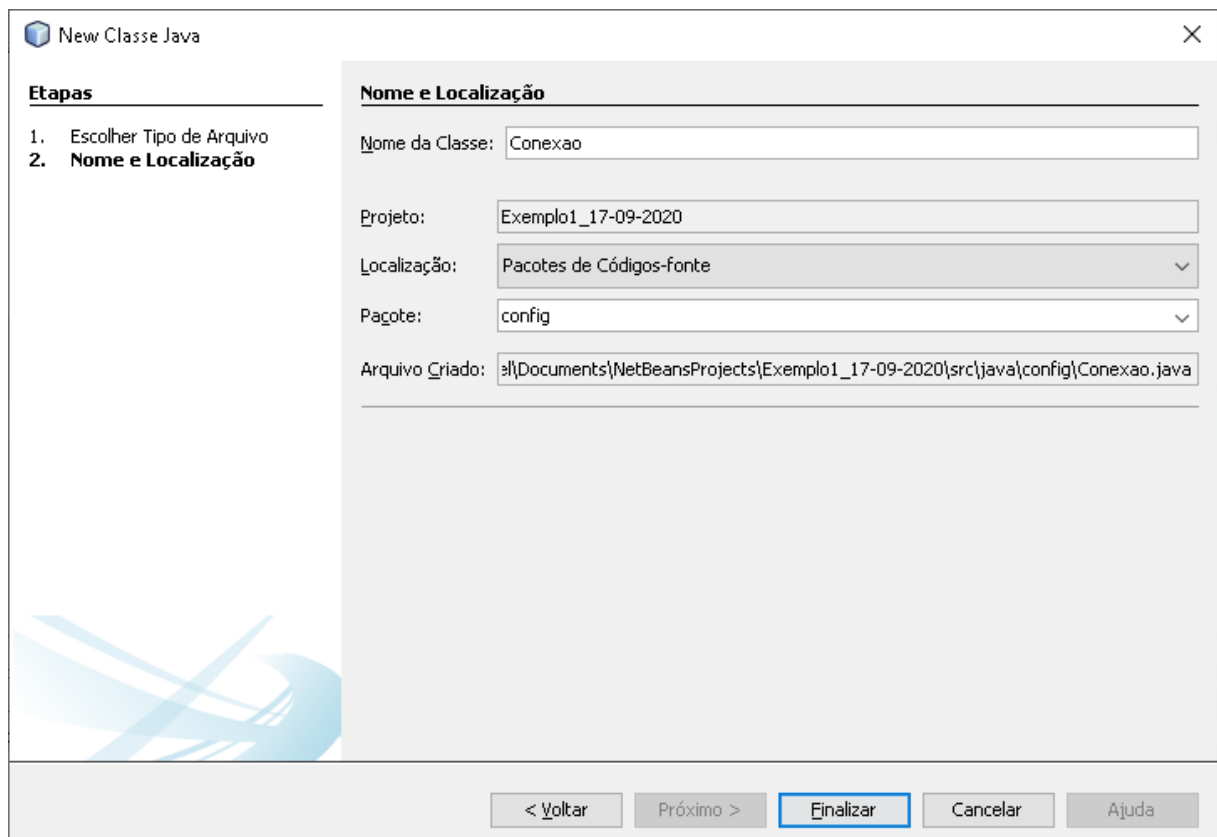 New Classe Java
Etapas
1. Escolher Tipo de Arquivo
2. Nome e Localização
Nome e Localização
Nome da Classe: Conexao
Projeto: Exemplo1_17-09-2020
Localização: Pacotes de Códigos-fonte
Pacote: config
Arquivo Criado: el\Documents\NetBeansProjects\Exemplo1_17-09-2020\src\java\config\Conexao.java
< Voltar Próximo > Finalizar Cancelar Ajuda